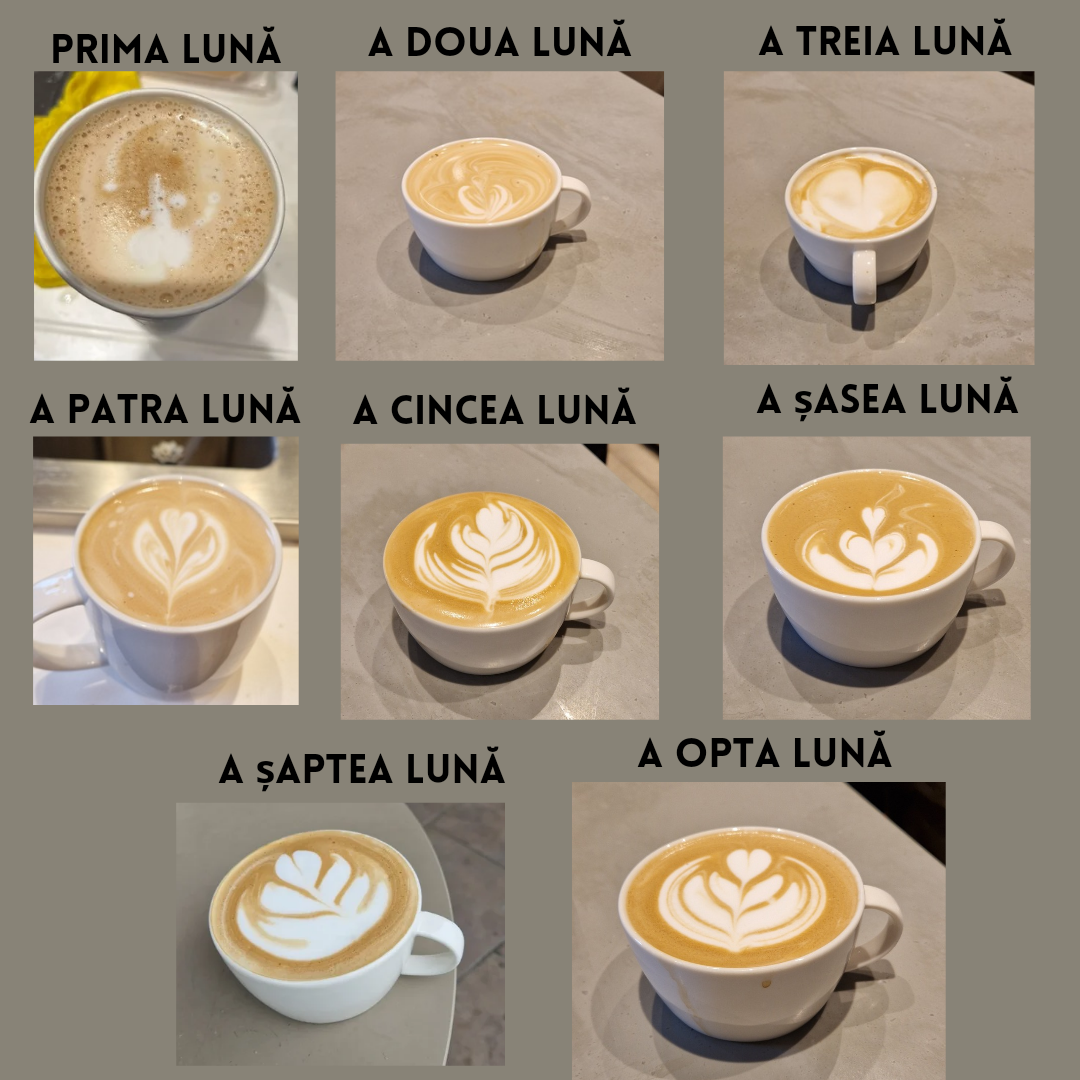 PRIMA LUNĂ
A DOUA LUNĂ
A TREIA LUNĂ
A PATRA LUNĂ
A CINCEA LUNĂ
A șASEA LUNĂ
A șAPTEA LUNĂ
A OPTA LUNĂ